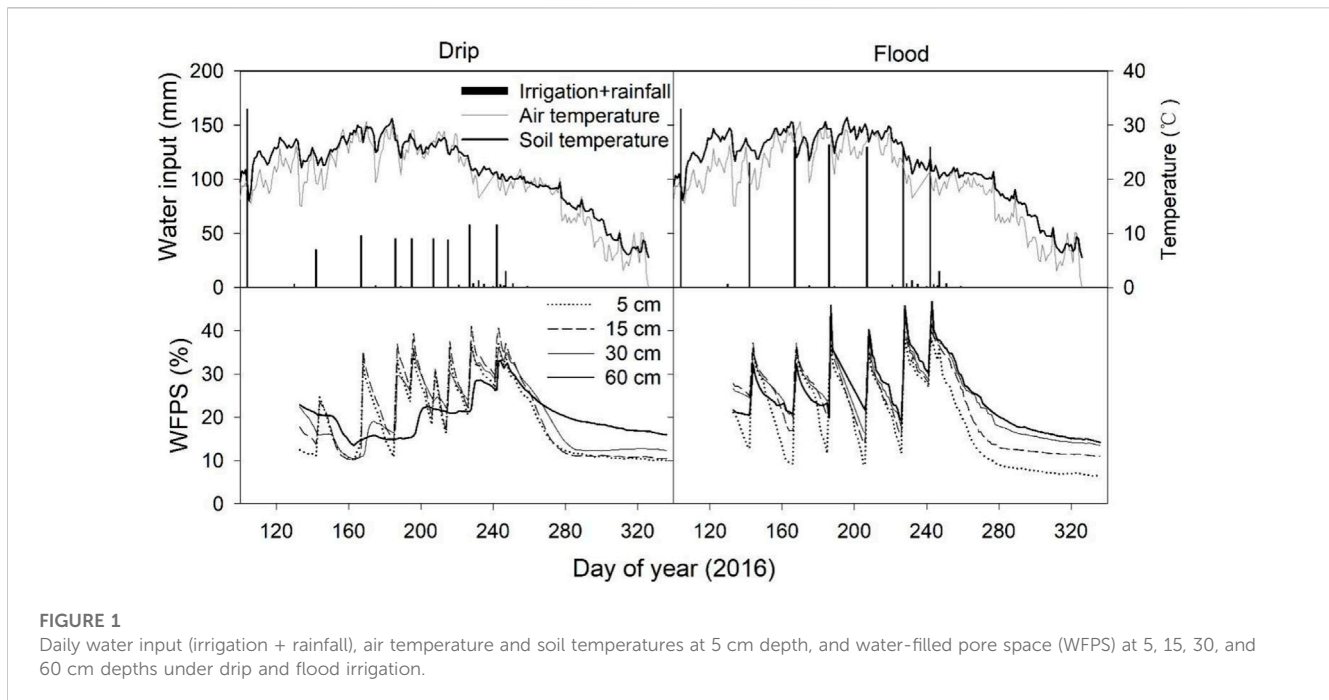 Drip
Flood
200
150
100
50
0
Water input (mm)
Irrigation+rainfall
Air temperature
Soil temperature
40
30
20
10
0
Temperature (℃)
40
30
20
10
0
WFPS (%)
5 cm
15 cm
30 cm
60 cm
120 160 200 240 280 320
120 160 200 240 280 320
Day of year (2016)
FIGURE 1
Daily water input (irrigation + rainfall), air temperature and soil temperatures at 5 cm depth, and water-filled pore space (WFPS) at 5, 15, 30, and
60 cm depths under drip and flood irrigation.